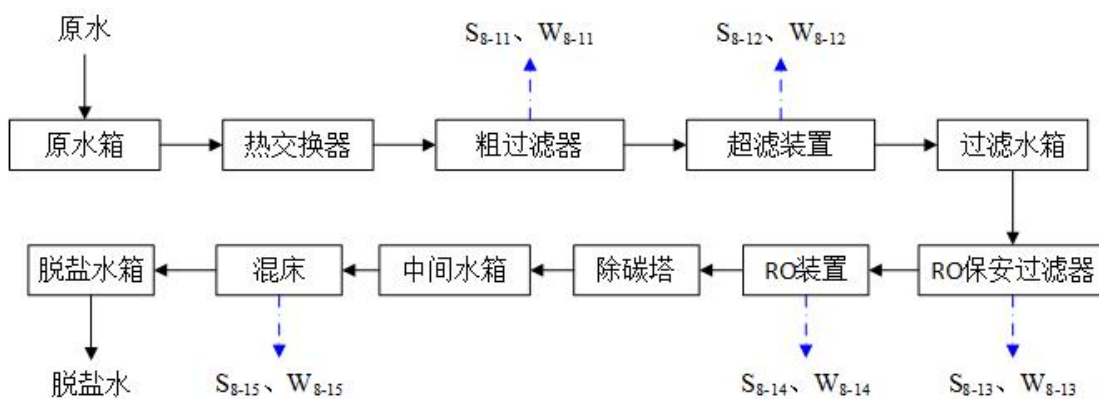 原水
S8-11、W8-11
S8-12、W8-12
原水箱
热交换器
粗过滤器
超滤装置
过滤水箱
脱盐水箱
混床
中间水箱
除碳塔
RO装置
RO保安过滤器
脱盐水
S8-15、W8-15
S8-14、W8-14
S8-13、W8-13